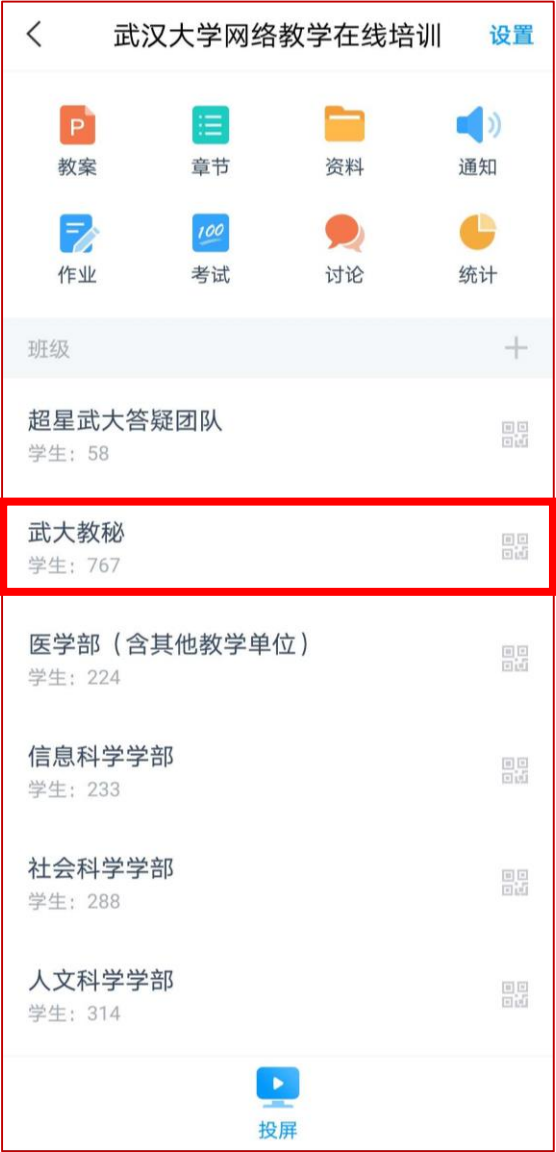 武汉大学网络教学在线培训 设置
P
教案 章节 资料 通知
100
作业 考试 讨论 统计
班级
超星武大答疑团队
学生：58
武大教秘
学生：767
医学部（含其他教学单位）
学生：224
信息科学学部
学生：233
社会科学学部
学生：288
人文科学学部
学生：314
投屏